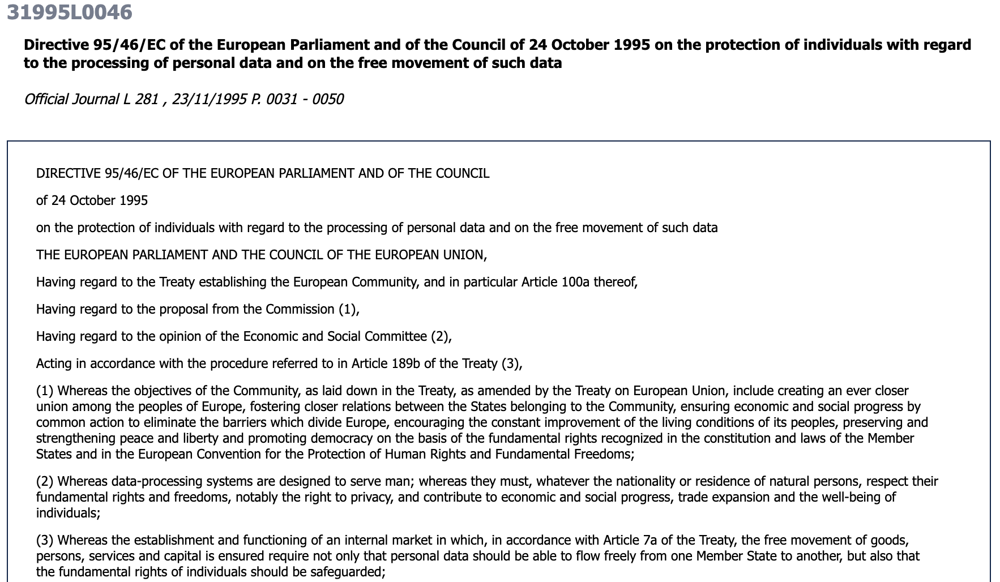 31995L0046
Directive 95/46/EC of the European Parliament and of the Council of 24 October 1995 on the protection of individuals with regard
to the processing of personal data and on the free movement of such data
Official Journal L 281 , 23/11/1995 P. 0031 - 0050
DIRECTIVE 95/46/EC OF THE EUROPEAN PARLIAMENT AND OF THE COUNCIL
of 24 October 1995
on the protection of individuals with regard to the processing of personal data and on the free movement of such data
THE EUROPEAN PARLIAMENT AND THE COUNCIL OF THE EUROPEAN UNION,
Having regard to the Treaty establishing the European Community, and in particular Article 100a thereof,
Having regard to the proposal from the Commission (1),
Having regard to the opinion of the Economic and Social Committee (2),
Acting in accordance with the procedure referred to in Article 189b of the Treaty (3),
(1) Whereas the objectives of the Community, as laid down in the Treaty, as amended by the Treaty on European Union, include creating an ever closer
union among the peoples of Europe, fostering closer relations between the States belonging to the Community, ensuring economic and social progress by
common action to eliminate the barriers which divide Europe, encouraging the constant improvement of the living conditions of its peoples, preserving and
strengthening peace and liberty and promoting democracy on the basis of the fundamental rights recognized in the constitution and laws of the Member
States and in the European Convention for the Protection of Human Rights and Fundamental Freedoms;
(2) Whereas data-processing systems are designed to serve man; whereas they must, whatever the nationality or residence of natural persons, respect their
fundamental rights and freedoms, notably the right to privacy, and contribute to economic and social progress, trade expansion and the well-being of
individuals;
(3) Whereas the establishment and functioning of an internal market in which, in accordance with Article 7a of the Treaty, the free movement of goods,
persons, services and capital is ensured require not only that personal data should be able to flow freely from one Member State to another, but also that
the fundamental rights of individuals should be safeguarded;